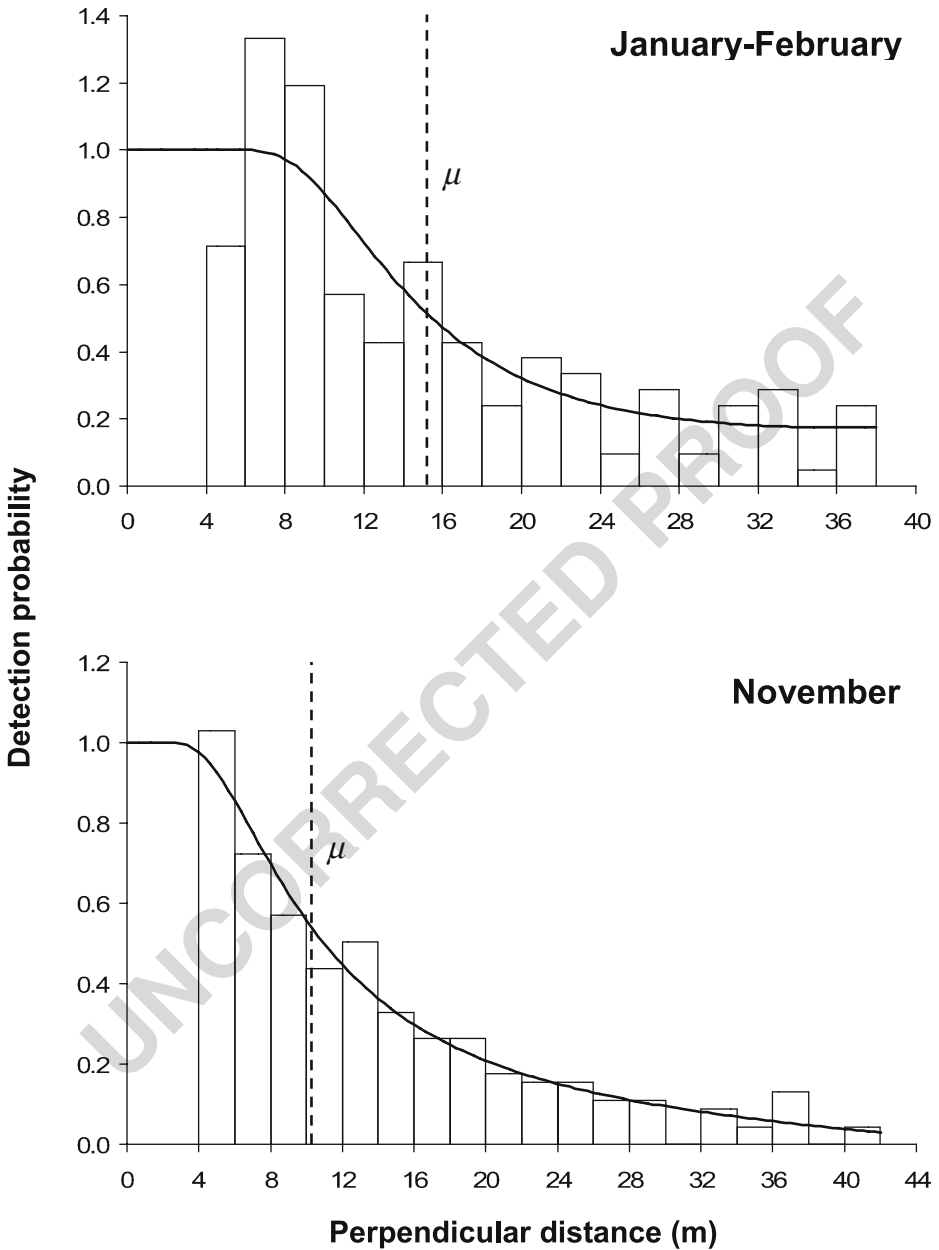 January-February
1.4
1.2
1.0
0.8
0.6
0.4
0.2
0.0
μ
0 4 8 12 16 20 24 28 32 36 40
Detection probability
November
1.2
1.0
0.8
0.6
0.4
0.2
0.0
μ
0 4 8 12 16 20 24 28 32 36 40 44
Perpendicular distance (m)
UNCORRECTED PROOF